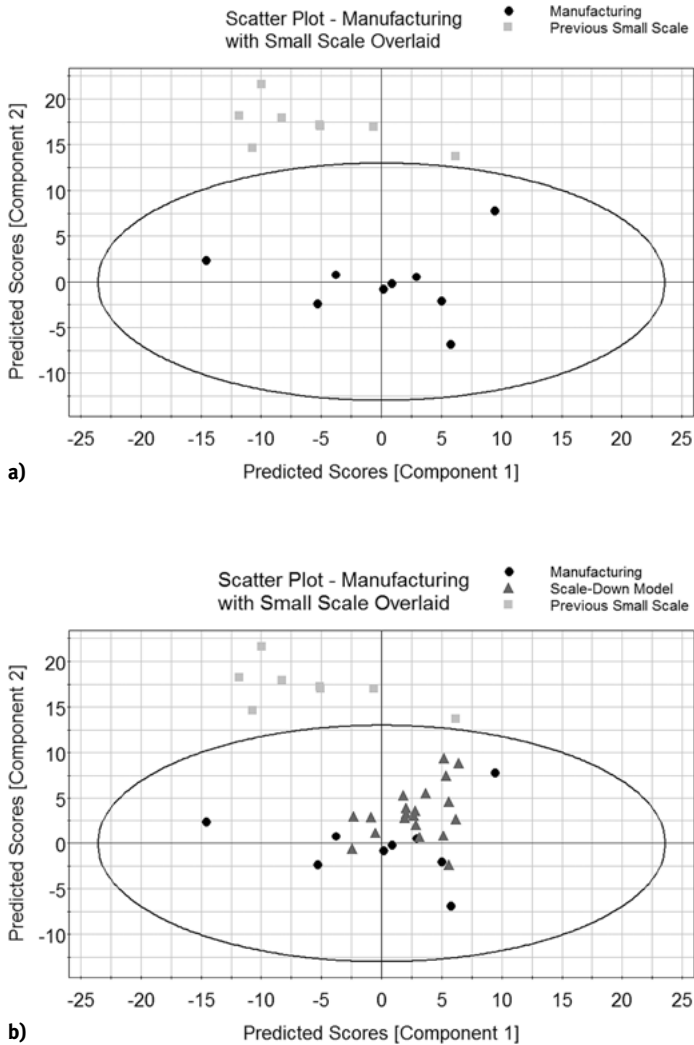 Scatter Plot - Manufacturing
with Small Scale Overlaid
Manufacturing
Previous Small Scale
Predicted Scores [Component 2]
20
15
10
5
0
-5
-10
-25 -20 -15 -10 -5 0 5 10 15 20 25
Predicted Scores [Component 1]
a)
Scatter Plot - Manufacturing
with Small Scale Overlaid
Manufacturing
Scale-Down Model
Previous Small Scale
Predicted Scores [Component 2]
20
15
10
5
0
-5
-10
-25 -20 -15 -10 -5 0 5 10 15 20 25
Predicted Scores [Component 1]
b)